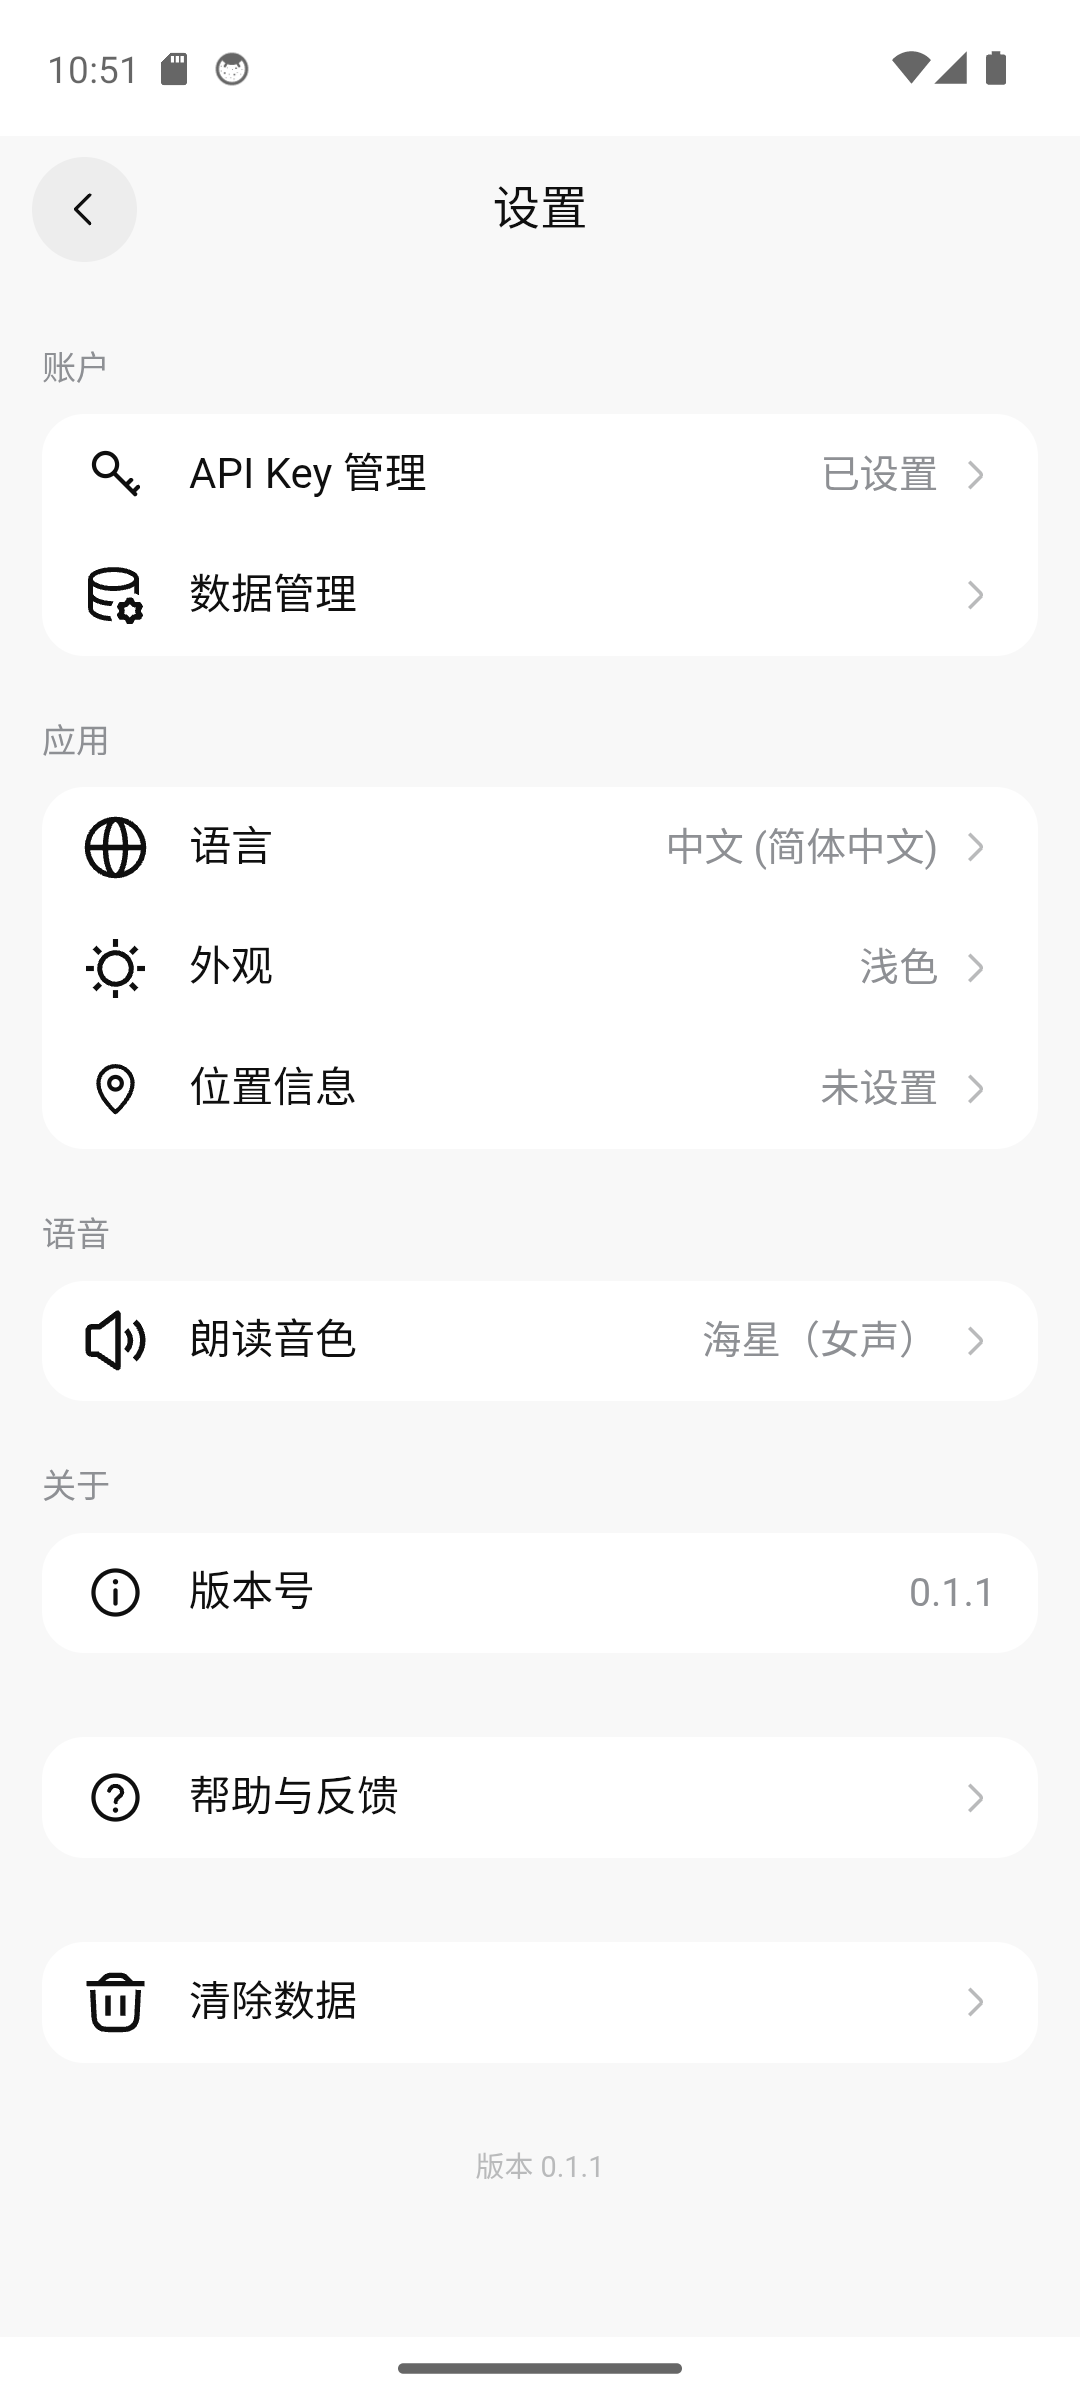 10:51
设置
账户
API Key 管理 已设置
数据管理
应用
语言 中文 (简体中文)
外观 浅色
位置信息 未设置
语音
朗读音色 海星（女声）
关于
版本号 0.1.1
帮助与反馈
清除数据
版本 0.1.1